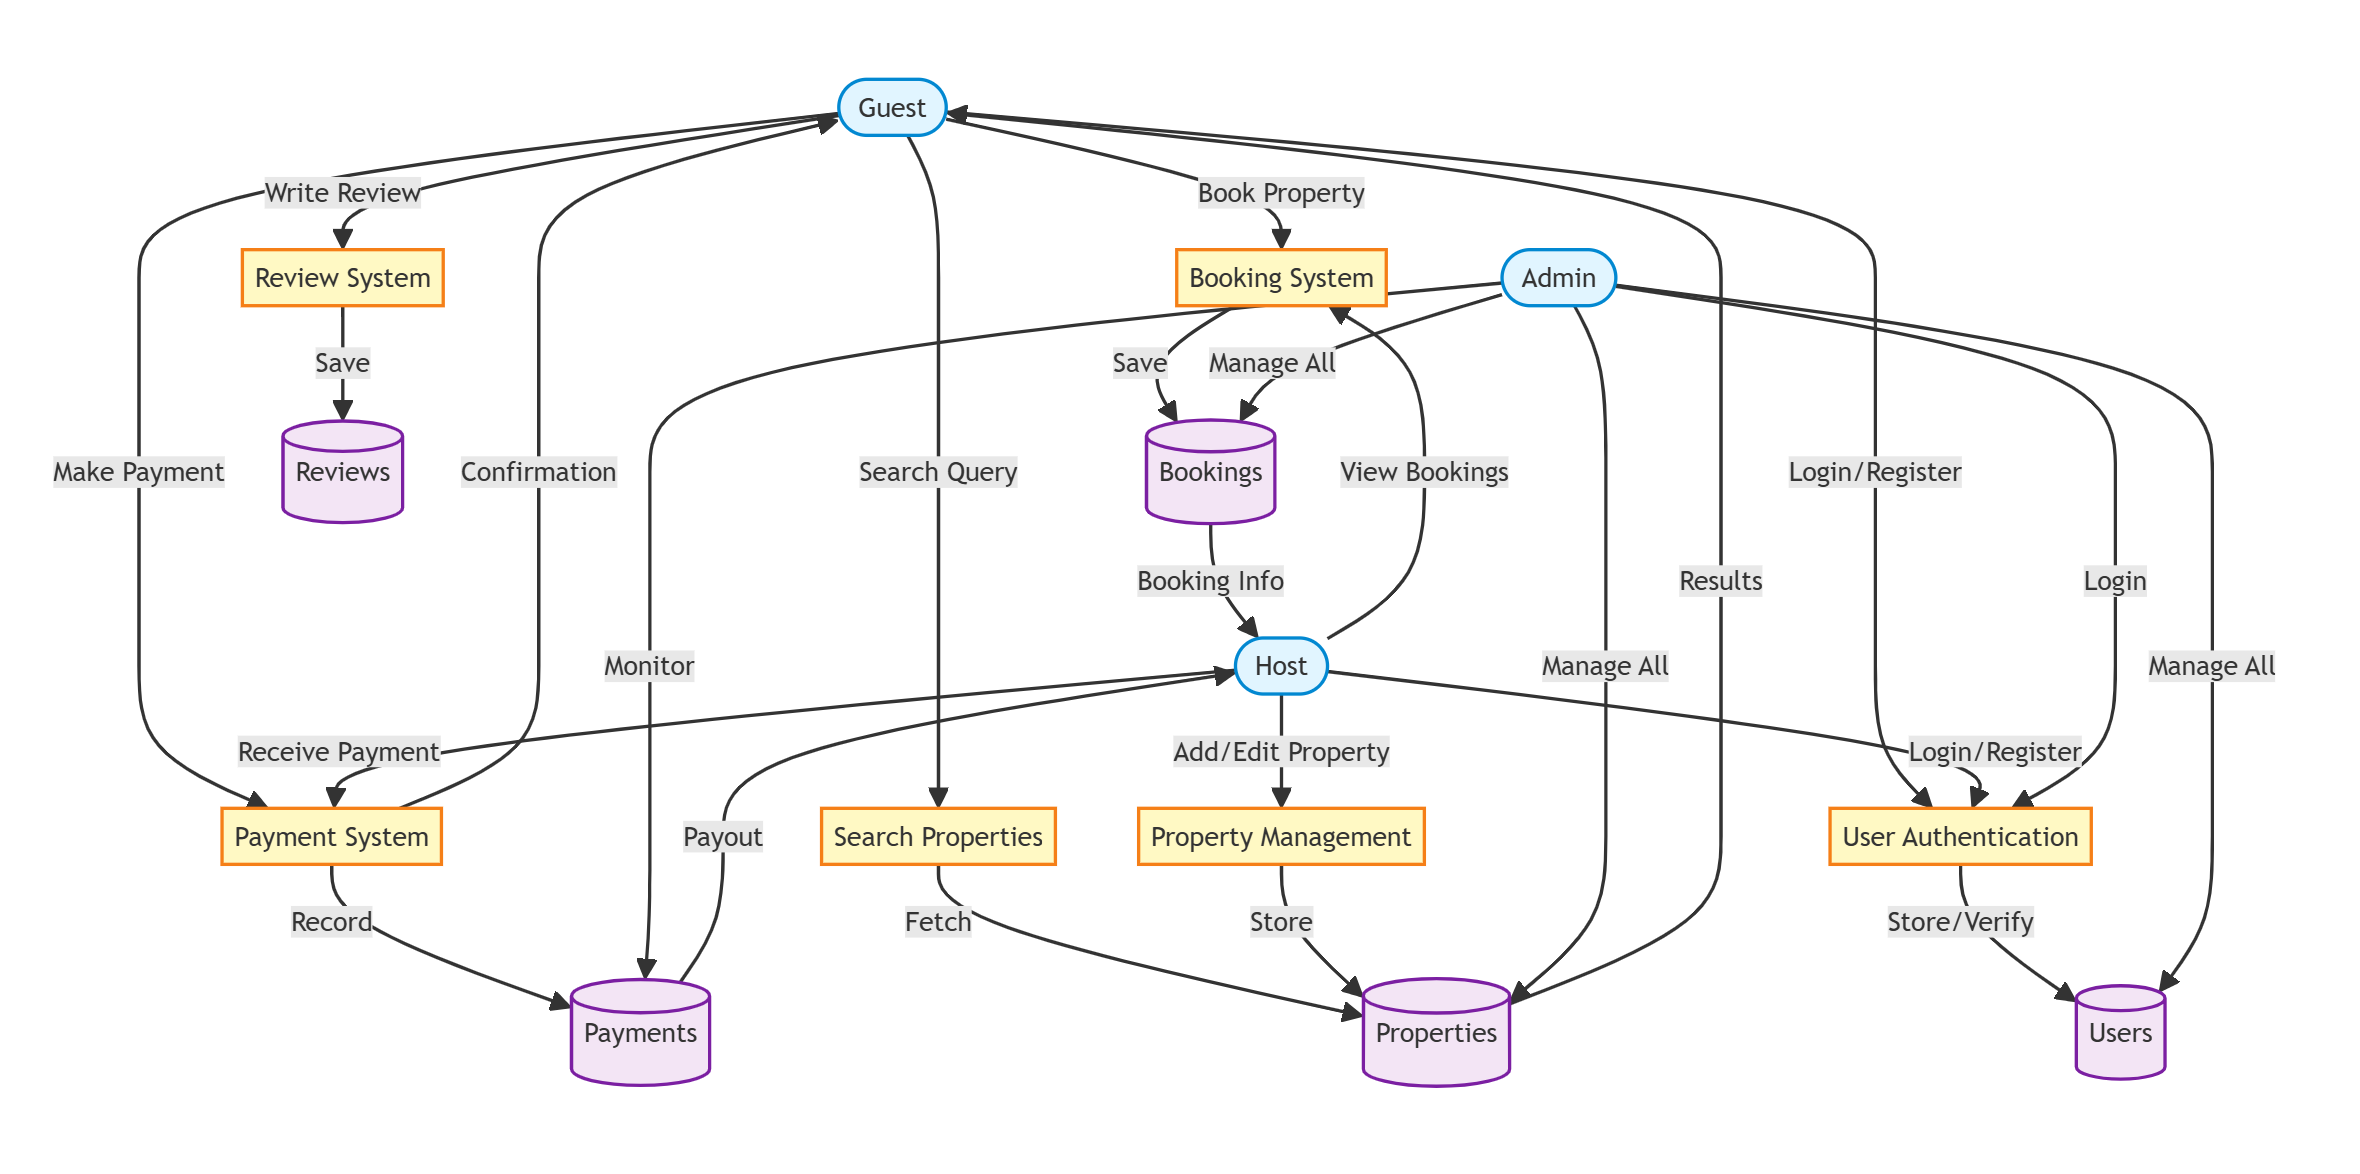 Guest
Write Review
Book Property
Review System
Booking System
Admin
Save
Save
Manage All
Make Payment
Reviews
Confirmation
Search Query
Bookings
View Bookings
Login/Register
Booking Info
Results
Login
Monitor
Host
Manage All
Manage All
Receive Payment
Add/Edit Property
Login/Register
Payment System
Payout
Search Properties
Property Management
User Authentication
Record
Fetch
Store
Store/Verify
Payments
Properties
Users